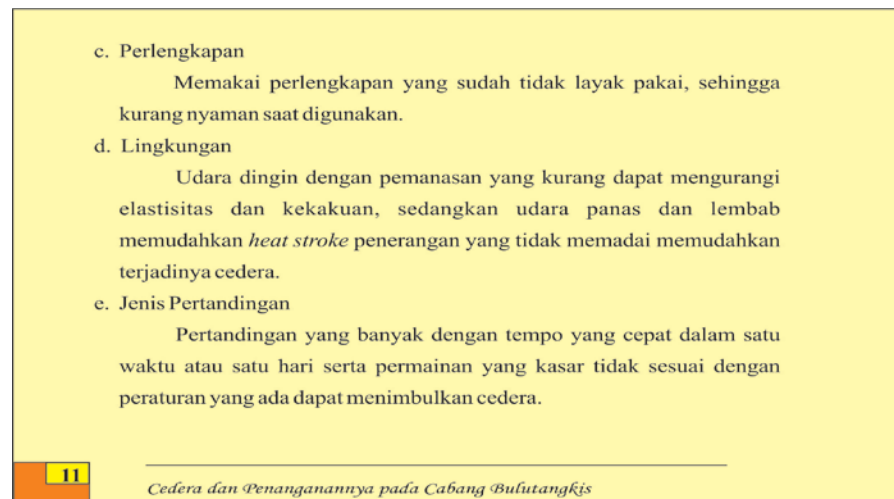 c. Perlengkapan
Memakai perlengkapan yang sudah tidak layak pakai, sehingga
kurang nyaman saat digunakan.
d. Lingkungan
Udara dingin dengan pemanasan yang kurang dapat mengurangi
elastisitas dan kekakuan, sedangkan udara panas dan lembab
memudahkan heat stroke penerangan yang tidak memadai memudahkan
terjadinya cedera.
e. Jenis Pertandingan
Pertandingan yang banyak dengan tempo yang cepat dalam satu
waktu atau satu hari serta permainan yang kasar tidak sesuai dengan
peraturan yang ada dapat menimbulkan cedera.
11
Cedera dan Penanganannya pada Cabang Bulutangkis